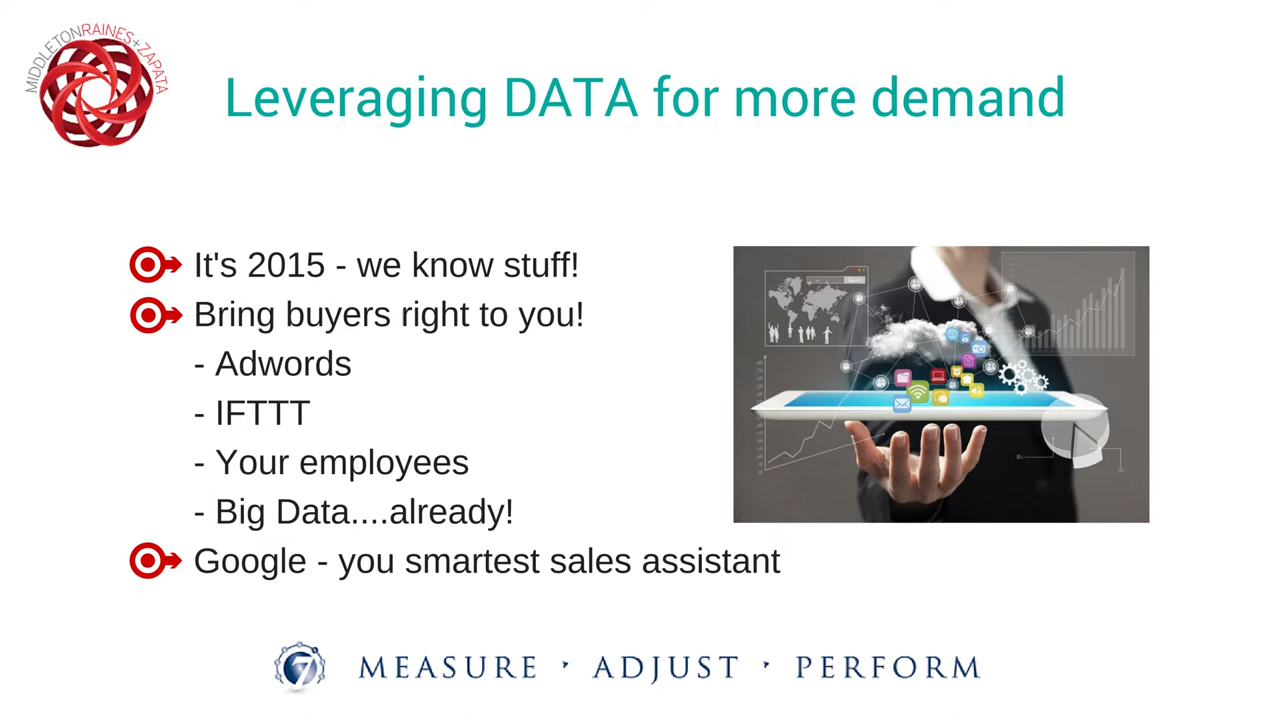 MIDDLETONRAINES+ZAPATA
Leveraging DATA for more demand
It's 2015 - we know stuff!
Bring buyers right to you!
- Adwords
- IFTTT
- Your employees
- Big Data....already!
Google - you smartest sales assistant
7 MEASURE ▾ ADJUST ▾ PERFORM